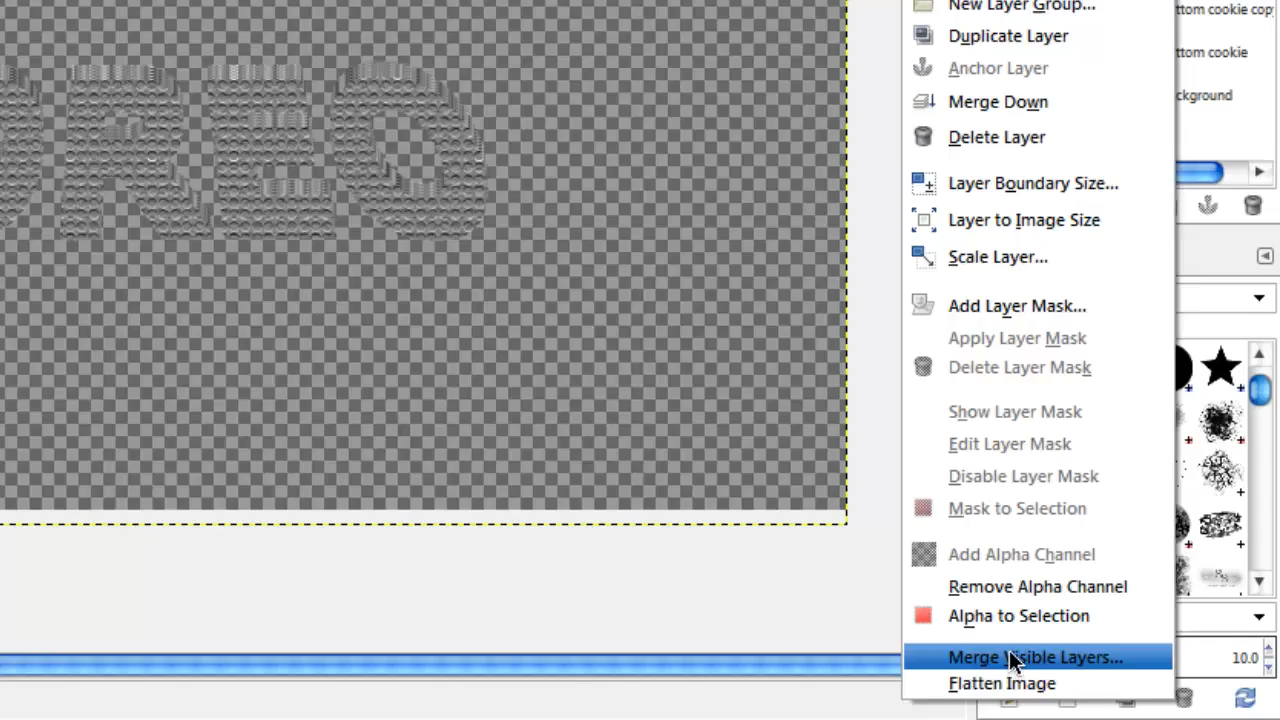 New Layer Group...
Duplicate Layer
Anchor Layer
Merge Down
Delete Layer
Layer Boundary Size...
Layer to Image Size
Scale Layer...
Add Layer Mask...
Apply Layer Mask
Delete Layer Mask
Show Layer Mask
Edit Layer Mask
Disable Layer Mask
Mask to Selection
Add Alpha Channel
Remove Alpha Channel
Alpha to Selection
Merge Visible Layers...
Flatten Image
ttom cookie cop
ttom cookie
ckground
10.0
OREO